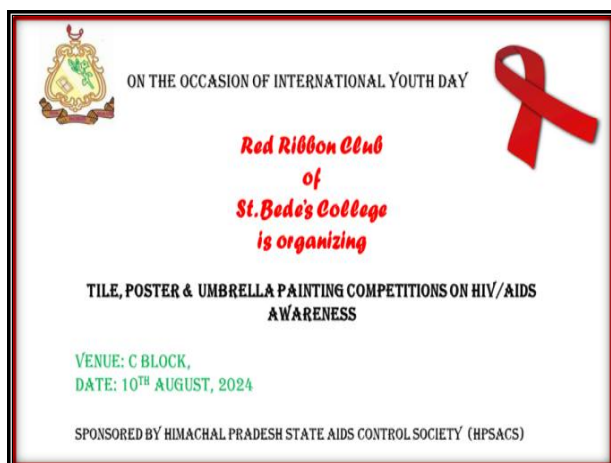 ON THE OCCASION OF INTERNATIONAL YOUTH DAY
Red Ribbon Club
of
St.Bede's College
is organizing
TILE, POSTER & UMBRELLA PAINTING COMPETITIONS ON HIV/AIDS
AWARENESS
VENUE: C BLOCK,
DATE: 10TH AUGUST, 2024
SPONSORED BY HIMACHAL PRADESH STATE AIDS CONTROL SOCIETY (HPSACS)